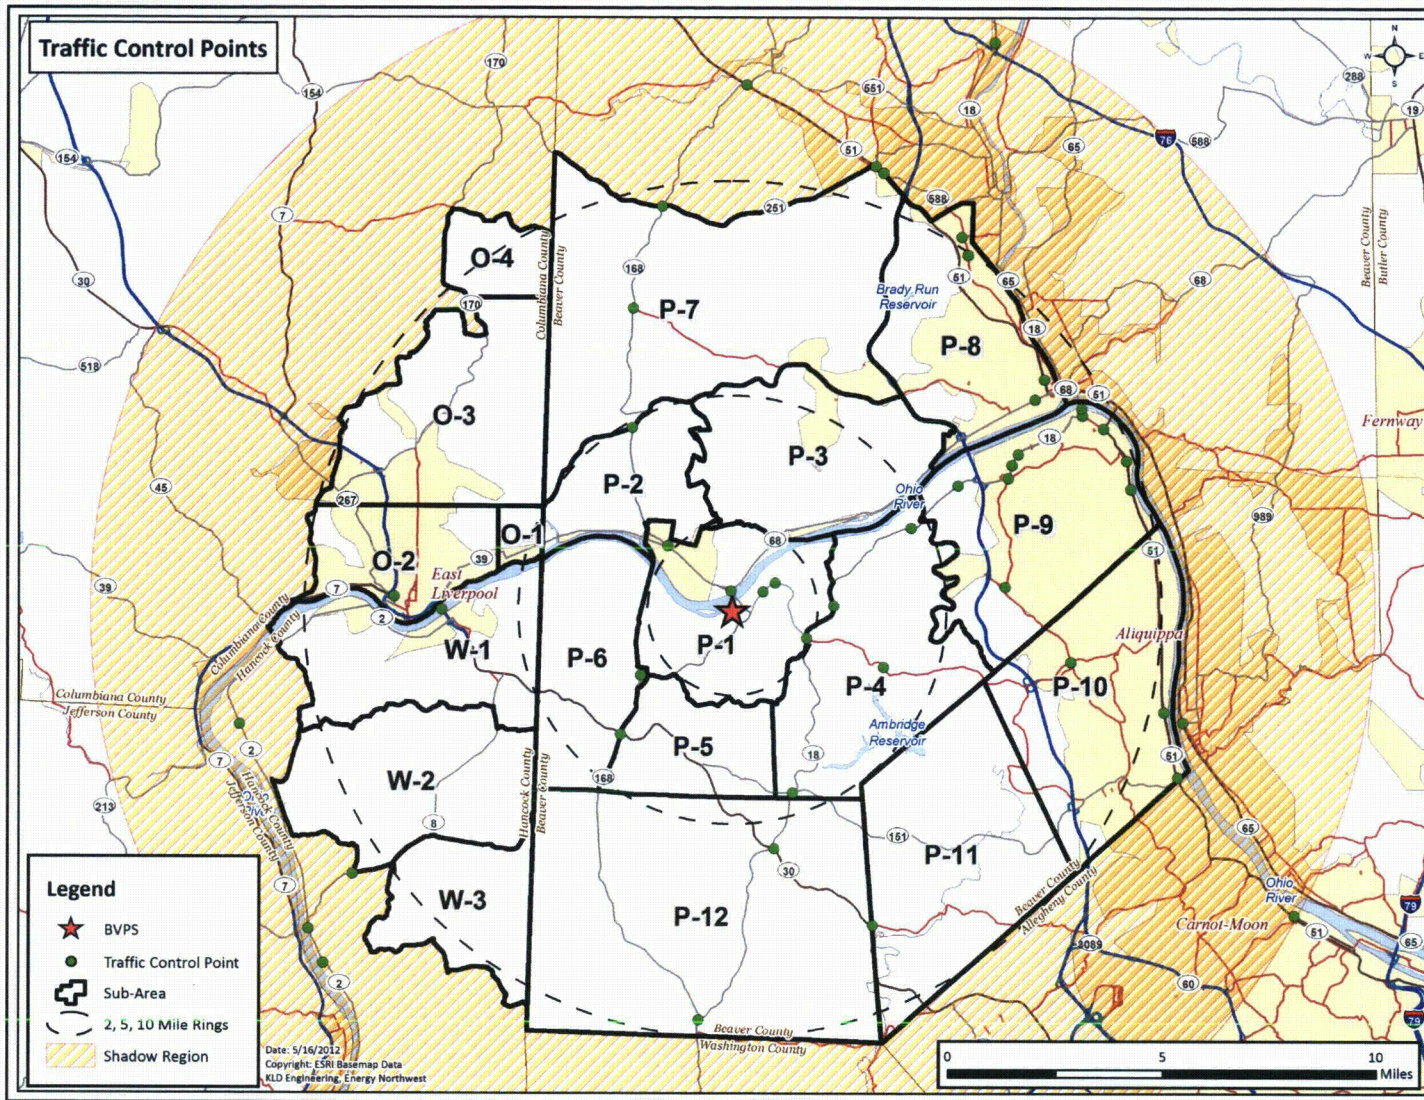 Traffic Control Points
N
W E
S
170
154
551
18
288
19
51
65
76
588
154
7
588
251
O-4
168
51
65
68
30
170
Columbiana County
Beaver County
P-7
Brady Run
Reservoir
Beaver County
Butler County
18
P-8
518
O-3
68
51
Fernway
18
P-3
P-2
45
267
Ohio
River
989
P-9
O-1
68
51
39
O-2
39
East
Liverpool
7
2
Columbiana County
Hancock County
W-1
P-6
P-1
Aliquippa
P-4
P-10
Columbiana County
Jefferson County
Ambridge
Reservoir
2
7
P-5
18
51
W-2
168
Hancock County
Beaver County
Hancock County
Jefferson County
213
8
65
151
P-11
30
Legend
BVPS
Traffic Control Point
Sub-Area
2, 5, 10 Mile Rings
Shadow Region
7
W-3
P-12
Beaver County
Allegheny County
Ohio
River
79
Carnot-Moon
51
65
3089
2
60
79
Beaver County
Washington County
Date: 5/16/2012
Copyright: ESRI Basemap Data
KLD Engineering, Energy Northwest
0 5 10
Miles